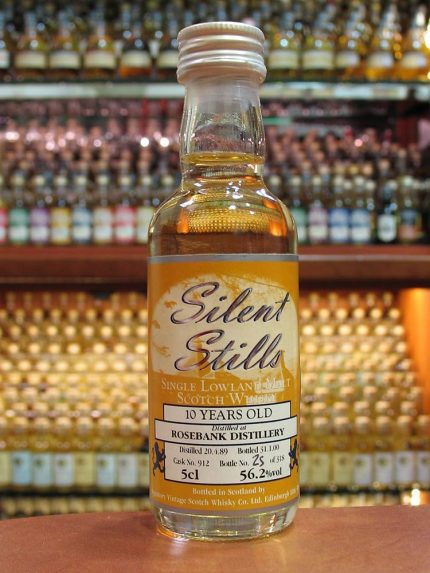 Silent
Stills
SINGLE LOWLAND MALT
SCOTCH WHISKY
10 YEARS OLD
Distilled at
ROSEBANK DISTILLERY
Distilled 20.4.89 Bottled 31.1.00
Cask No. 912 Bottle No. 25 of 318
5cl 56.2%vol
Bottled in Scotland by
Vintage Scotch Whisky Co. Ltd. Edinburgh